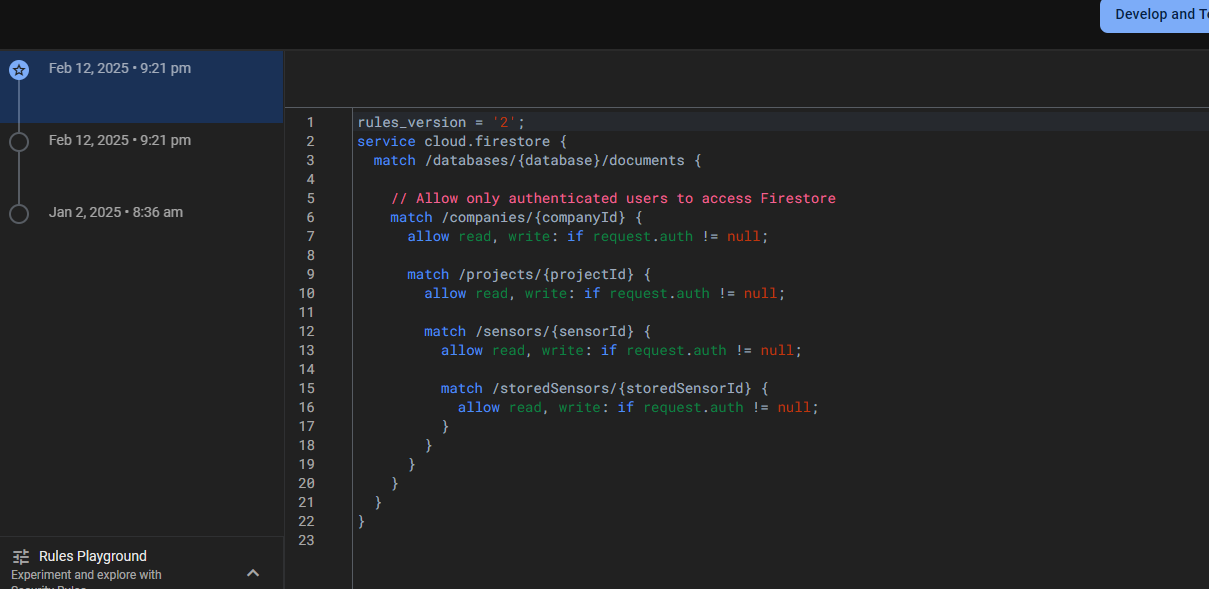 Develop and T
Feb 12, 2025 • 9:21 pm
Feb 12, 2025 • 9:21 pm
Jan 2, 2025 • 8:36 am
1 rules_version = '2';
2 service cloud.firestore {
3   match /databases/{database}/documents {
4
5     // Allow only authenticated users to access Firestore
6     match /companies/{companyId} {
7       allow read, write: if request.auth != null;
8
9       match /projects/{projectId} {
10         allow read, write: if request.auth != null;
11
12         match /sensors/{sensorId} {
13           allow read, write: if request.auth != null;
14
15           match /storedSensors/{storedSensorId} {
16             allow read, write: if request.auth != null;
17           }
18         }
19       }
20     }
21   }
22 }
23
Rules Playground
Experiment and explore with
Security Rules